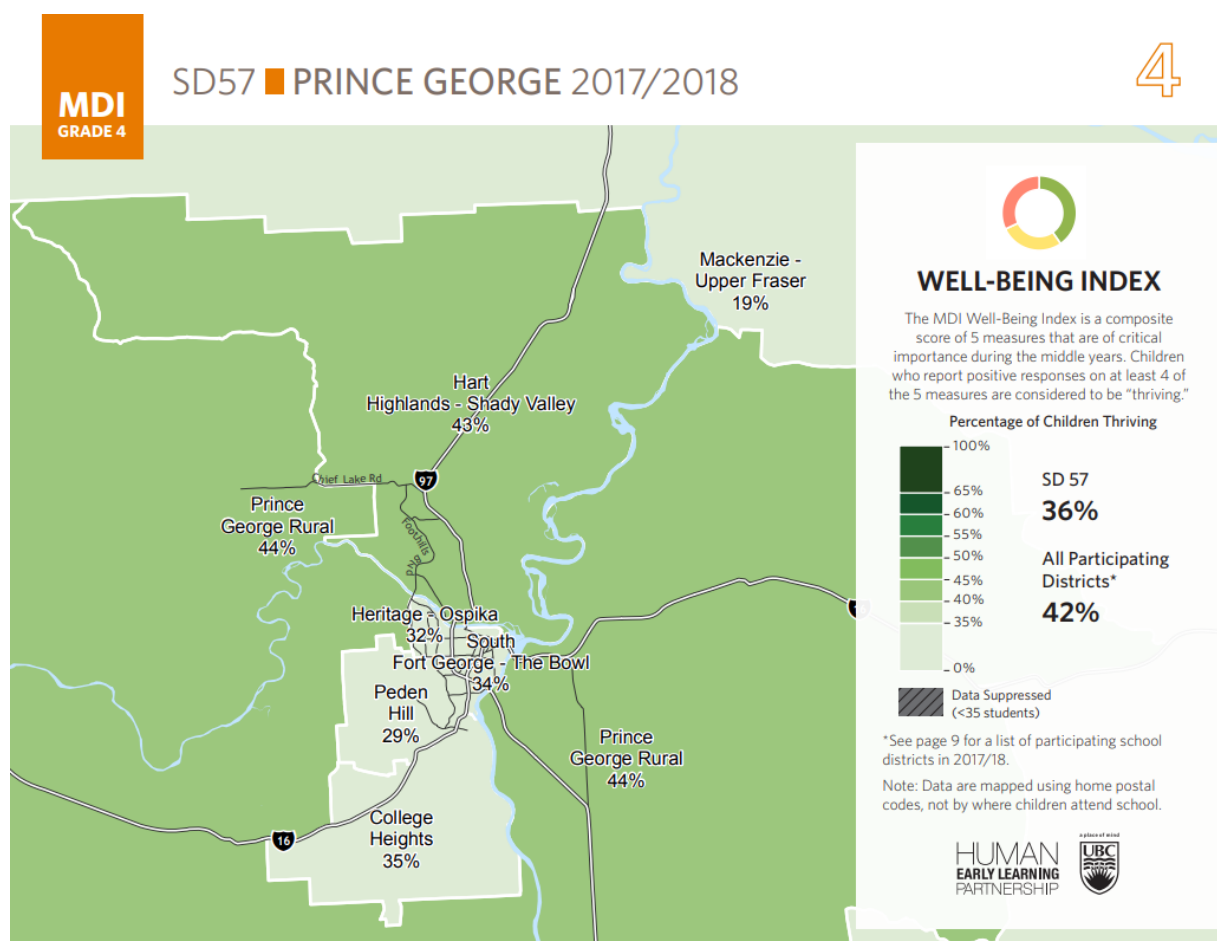 MDI
GRADE 4
SD57 PRINCE GEORGE 2017/2018
4
Mackenzie -
Upper Fraser
19%
Hart
Highlands - Shady Valley
43%
Chief Lake Rd
97
Prince
George Rural
44%
Foothills
Blvd
Heritage - Ospika
32%
South
Fort George - The Bowl
34%
Peden
Hill
29%
Prince
George Rural
44%
College
Heights
35%
16
WELL-BEING INDEX
The MDI Well-Being Index is a composite
score of 5 measures that are of critical
importance during the middle years. Children
who report positive responses on at least 4 of
the 5 measures are considered to be “thriving.”
Percentage of Children Thriving
100%
65%
60%
55%
50%
45%
40%
35%
0%
SD 57
36%
All Participating
Districts*
42%
Data Suppressed
(<35 students)
*See page 9 for a list of participating school
districts in 2017/18.
Note: Data are mapped using home postal
codes, not by where children attend school.
HUMAN
EARLY LEARNING
PARTNERSHIP
a place of mind
UBC